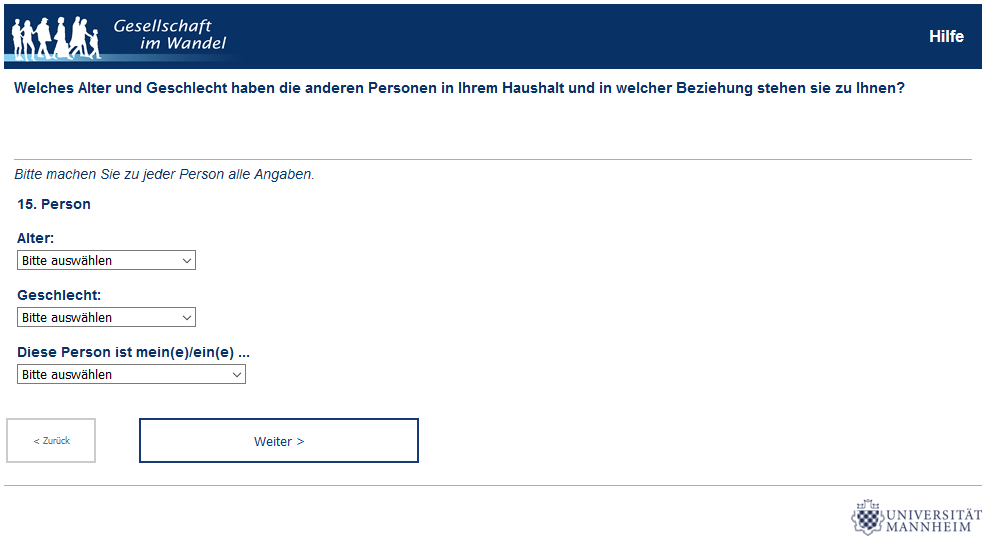 Gesellschaft
im Wandel
Hilfe
Welches Alter und Geschlecht haben die anderen Personen in Ihrem Haushalt und in welcher Beziehung stehen sie zu Ihnen?
Bitte machen Sie zu jeder Person alle Angaben.
15. Person
Alter:
Bitte auswählen
Geschlecht:
Bitte auswählen
Diese Person ist mein(e)/ein(e) ...
Bitte auswählen
< Zurück
Weiter >
UNIVERSITÄT
MANNHEIM